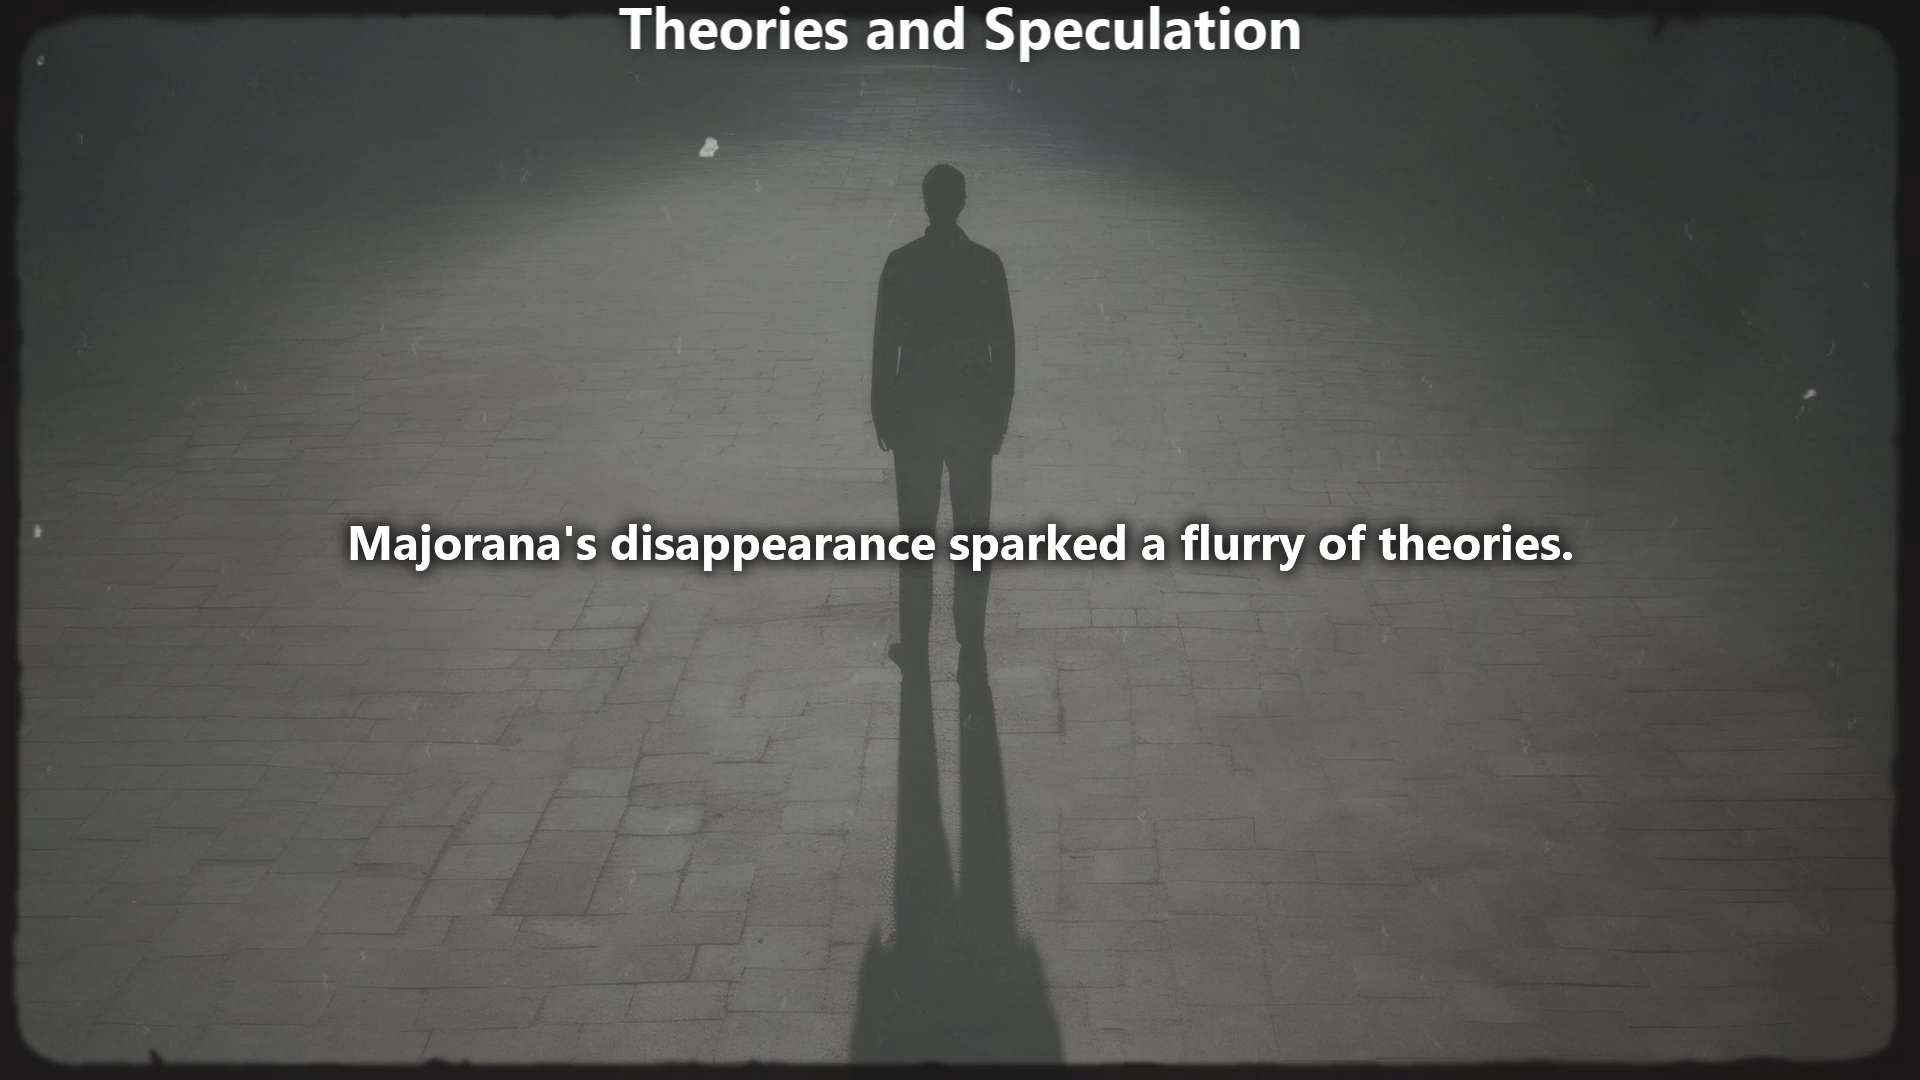 Theories and Speculation
Majorana's disappearance sparked a flurry of theories.